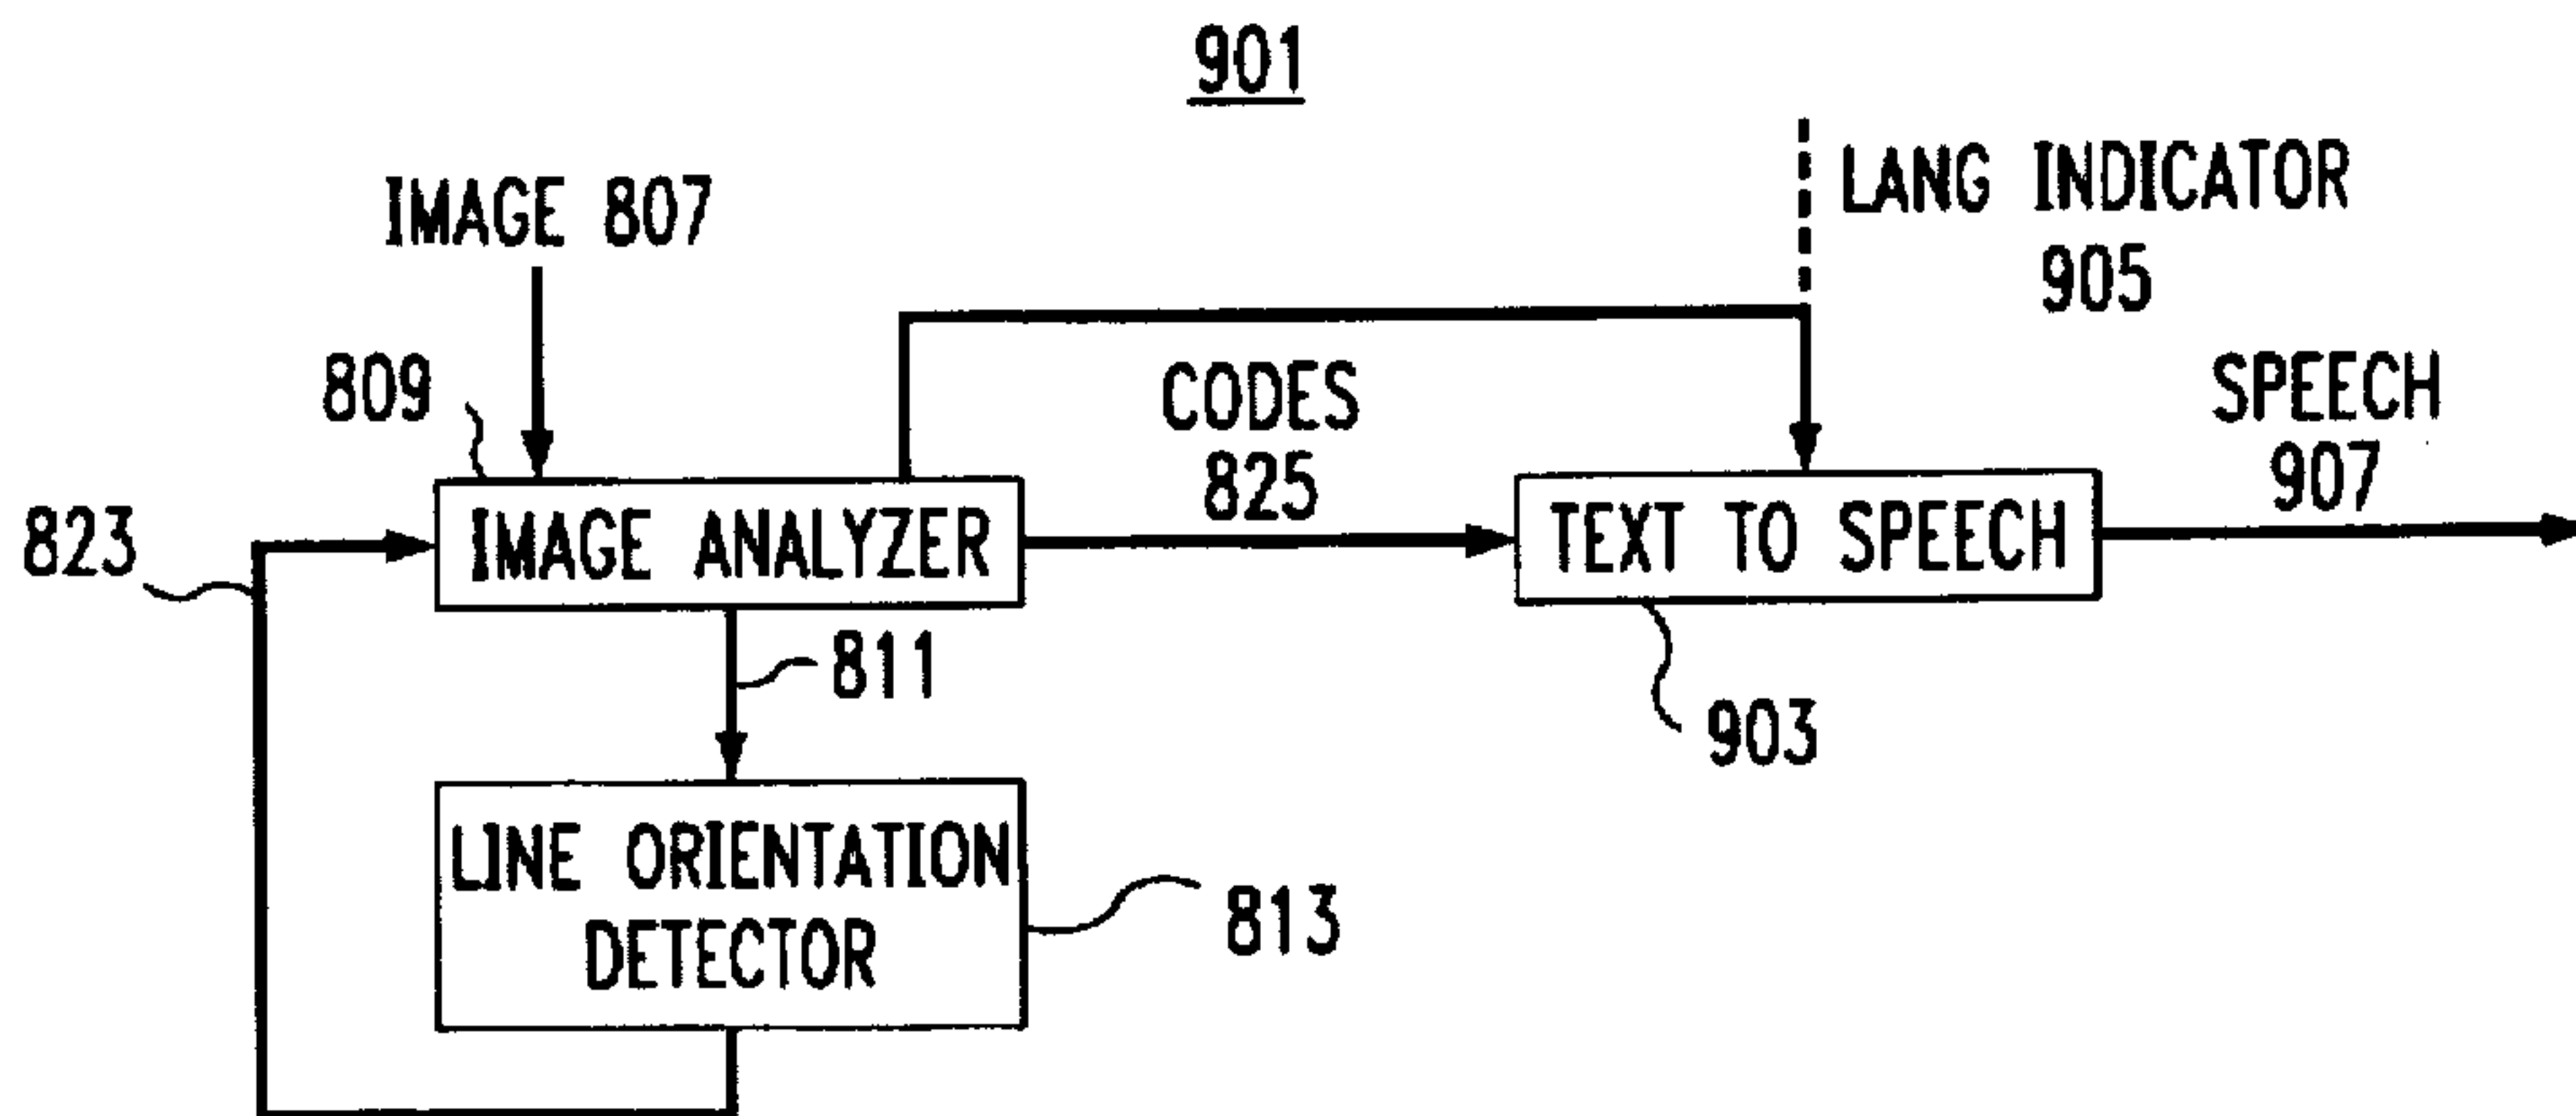 901
IMAGE 807
LANG INDICATOR
905
809
CODES
825
SPEECH
907
823
IMAGE ANALYZER
TEXT TO SPEECH
811
903
LINE ORIENTATION
DETECTOR
813